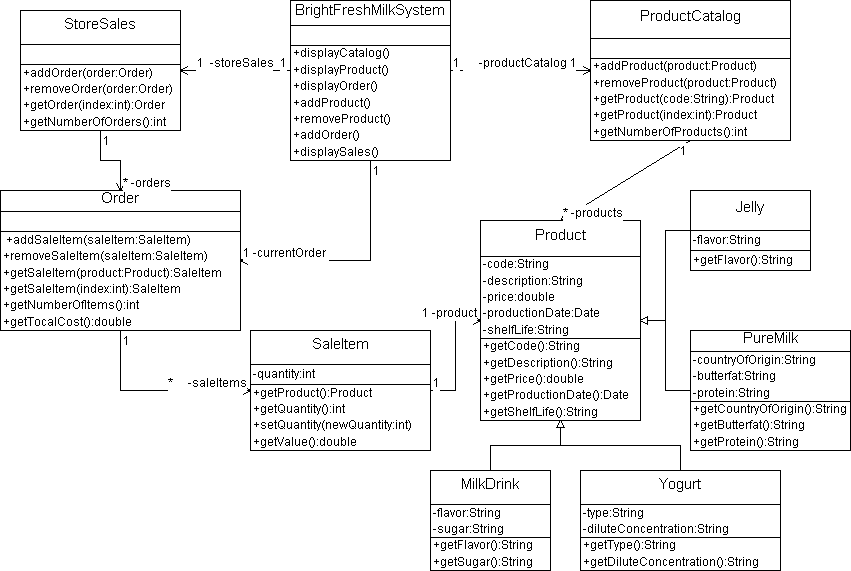 StoreSales
+addOrder(order:Order)
+removeOrder(order:Order)
+getOrder(index:int):Order
+getNumberOfOrders():int
1 -storeSales 1
BrightFreshMilkSystem
+displayCatalog()
+displayProduct()
+displayOrder()
+addProduct()
+removeProduct()
+addOrder()
+displaySales()
1 -productCatalog 1
ProductCatalog
+addProduct(product:Product)
+removeProduct(product:Product)
+getProduct(code:String):Product
+getProduct(index:int):Product
+getNumberOfProducts():int
1
* -orders
1
1 -currentOrder
1
* -products
Order
+addSaleItem(saleItem:SaleItem)
+removeSaleItem(saleItem:SaleItem)
+getSaleItem(product:Product):SaleItem
+getSaleItem(index:int):SaleItem
+getNumberOfItems():int
+getTocalCost():double
1
* -saleItems
SaleItem
-quantity:int
+getProduct():Product
+getQuantity():int
+setQuantity(newQuantity:int)
+getValue():double
1
1 -product
Product
-code:String
-description:String
-price:double
-productionDate:Date
-shelfLife:String
+getCode():String
+getDescription():String
+getPrice():double
+getProductionDate():Date
+getShelfLife():String
Jelly
-flavor:String
+getFlavor():String
PureMilk
-countryOfOrigin:String
-butterfat:String
-protein:String
+getCountryOfOrigin():String
+getButterfat():String
+getProtein():String
MilkDrink
-flavor:String
-sugar:String
+getFlavor():String
+getSugar():String
Yogurt
-type:String
-diluteConcentration:String
+getType():String
+getDiluteConcentration():String